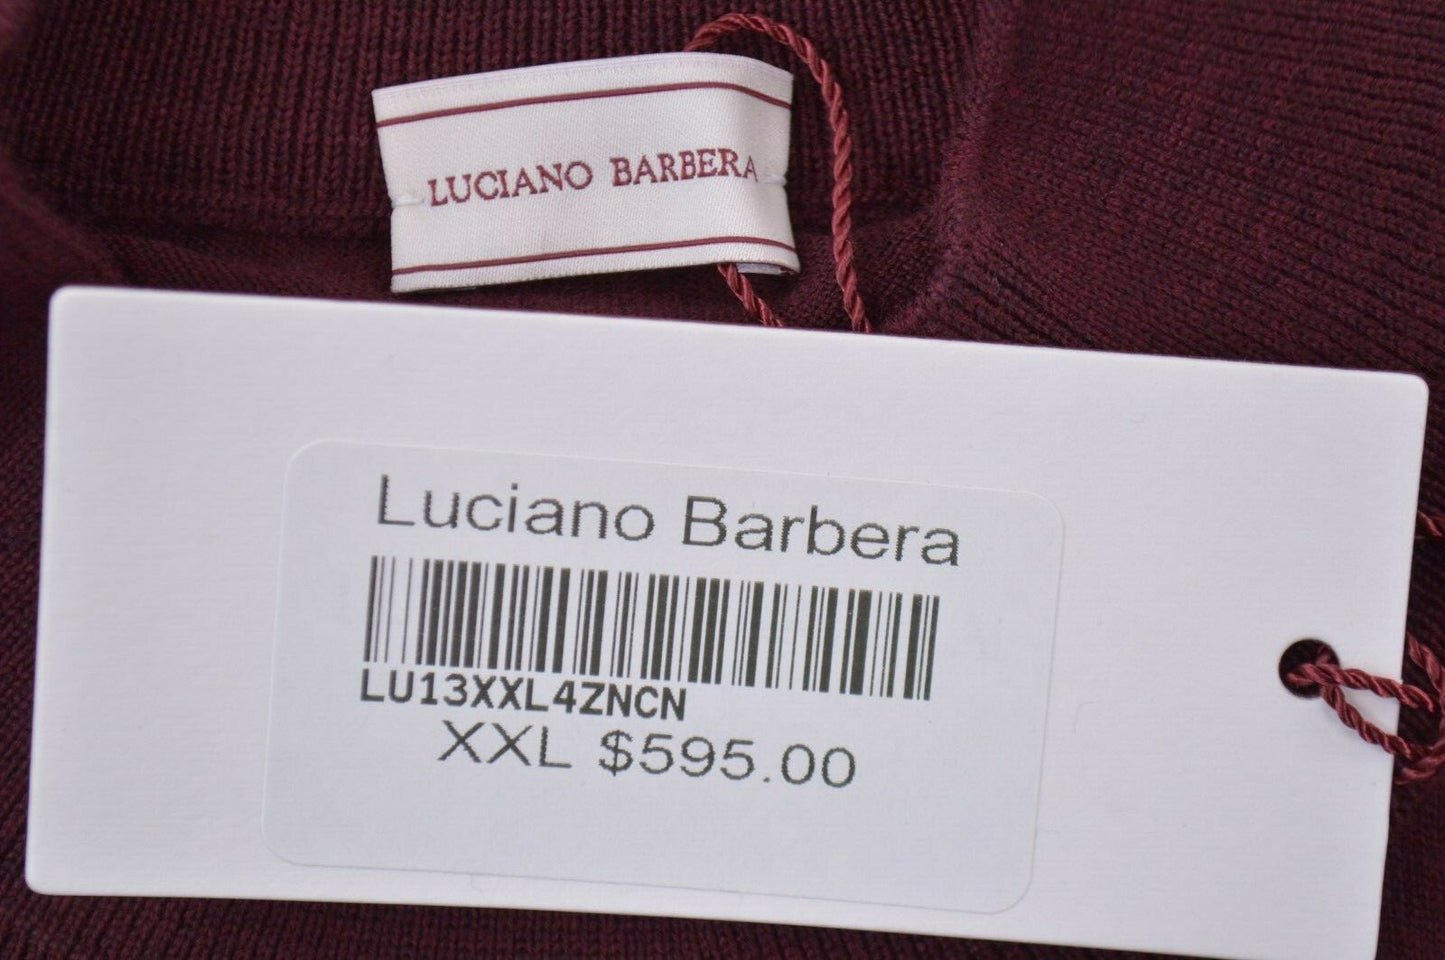 LUCIANO BARBERA
Luciano Barbera
LU13XXL4ZNCN
XXL $595.00